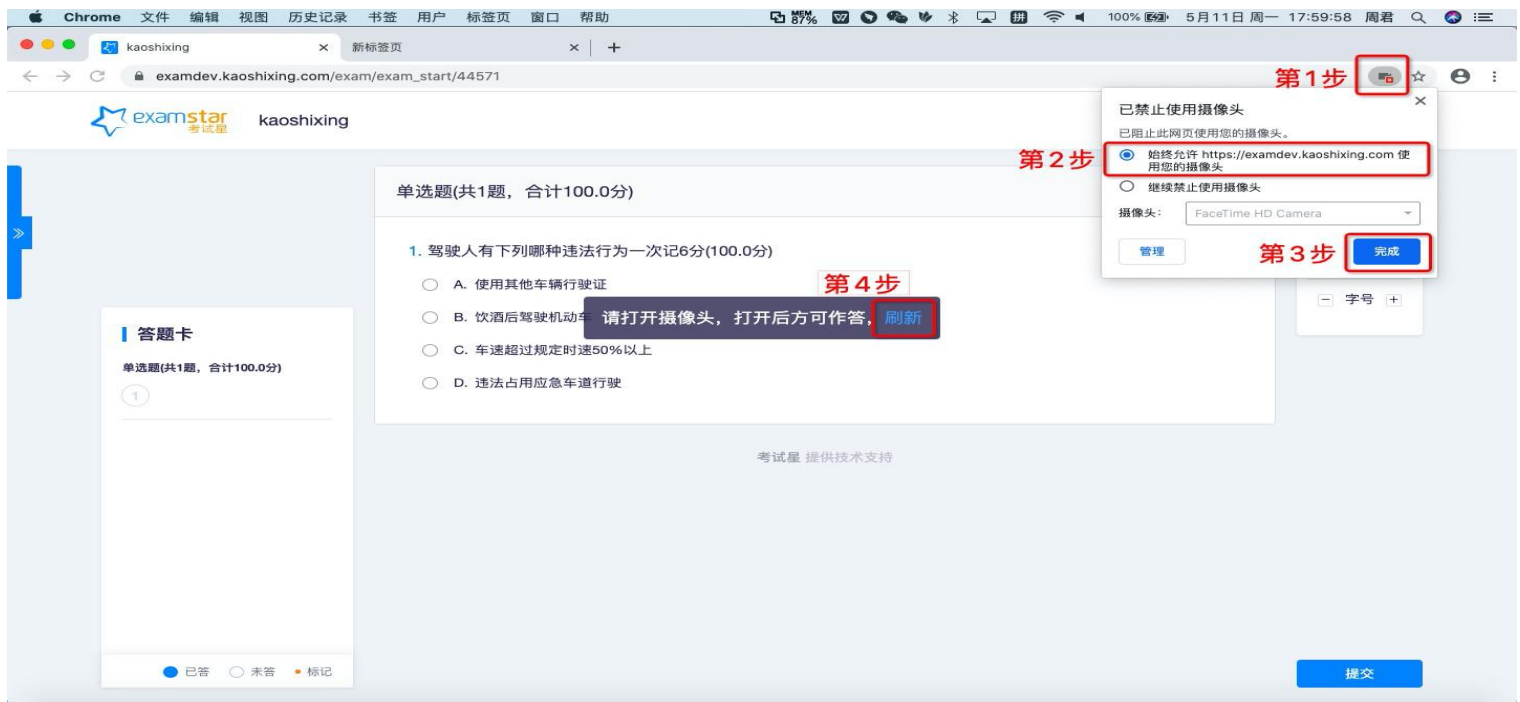 Chrome 文件 编辑 视图 历史记录 书签 用户 标签页 窗口 帮助 MEM 87% 拼 100% 5月11日 周一 17:59:58 周君
kaoshixing × 新标签页 × +
examdev.kaoshixing.com/exam/exam_start/44571
第1步
examstar
考试星
kaoshixing
已禁止使用摄像头 ×
已阻止此网页使用您的摄像头。
第2步
始终允许 https://examdev.kaoshixing.com 使
用您的摄像头
继续禁止使用摄像头
摄像头: FaceTime HD Camera
管理
第3步
完成
单选题(共1题，合计100.0分)
1. 驾驶人有下列哪种违法行为一次记6分(100.0分)
A. 使用其他车辆行驶证
第4步
B. 饮酒后驾驶机动车
请打开摄像头，打开后方可作答，刷新
C. 车速超过规定时速50%以上
D. 违法占用应急车道行驶
- 字号 +
答题卡
单选题(共1题，合计100.0分)
1
考试星 提供技术支持
已答 未答 标记
提交